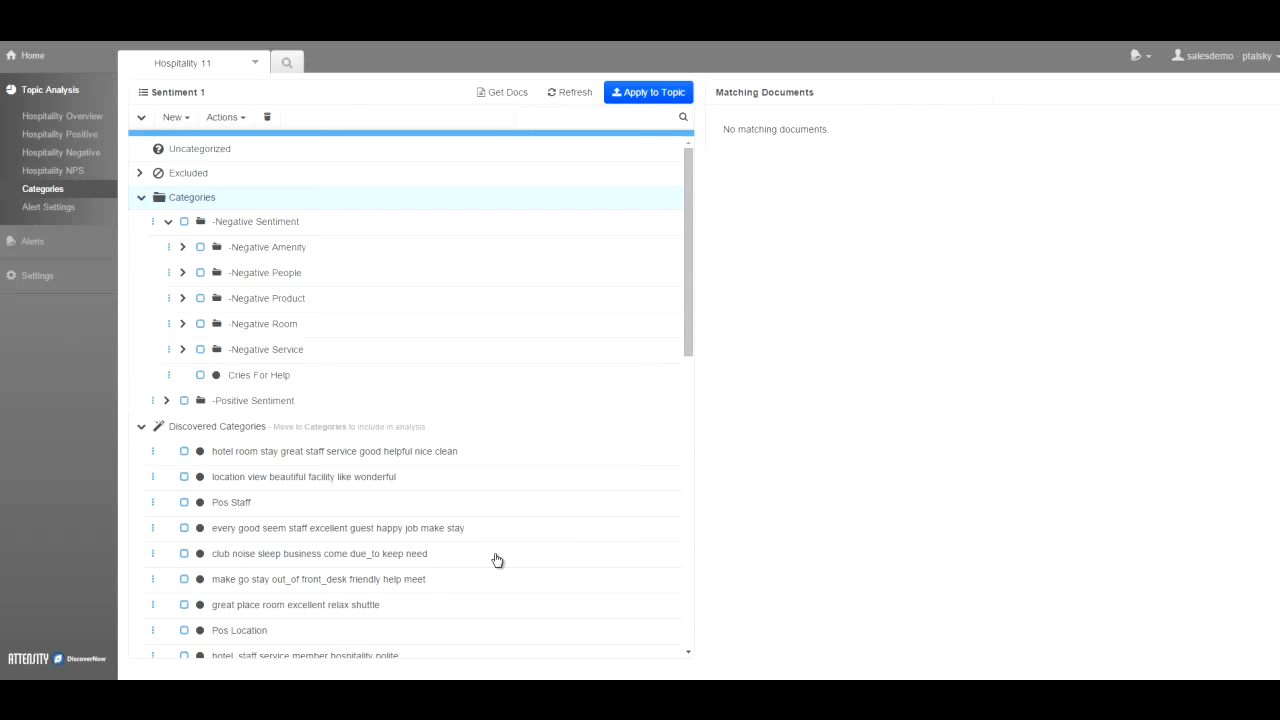 Home
Hospitality 11
salesdemo ptalsky
Topic Analysis
Sentiment 1
Get Docs
Refresh
Apply to Topic
Matching Documents
New
Actions
Hospitality Overview
Hospitality Positive
Hospitality Negative
Hospitality NPS
Categories
Alert Settings
Alerts
Settings
No matching documents.
Uncategorized
Excluded
Categories
-Negative Sentiment
-Negative Amenity
-Negative People
-Negative Product
-Negative Room
-Negative Service
Cries For Help
-Positive Sentiment
Discovered Categories - Move to Categories to include in analysis
hotel room stay great staff service good helpful nice clean
location view beautiful facility like wonderful
Pos Staff
every good seem staff excellent guest happy job make stay
club noise sleep business come due_to keep need
make go stay out_of front_desk friendly help meet
great place room excellent relax shuttle
Pos Location
hotel staff service member hospitality polite
ATTENSITY DiscoverNow